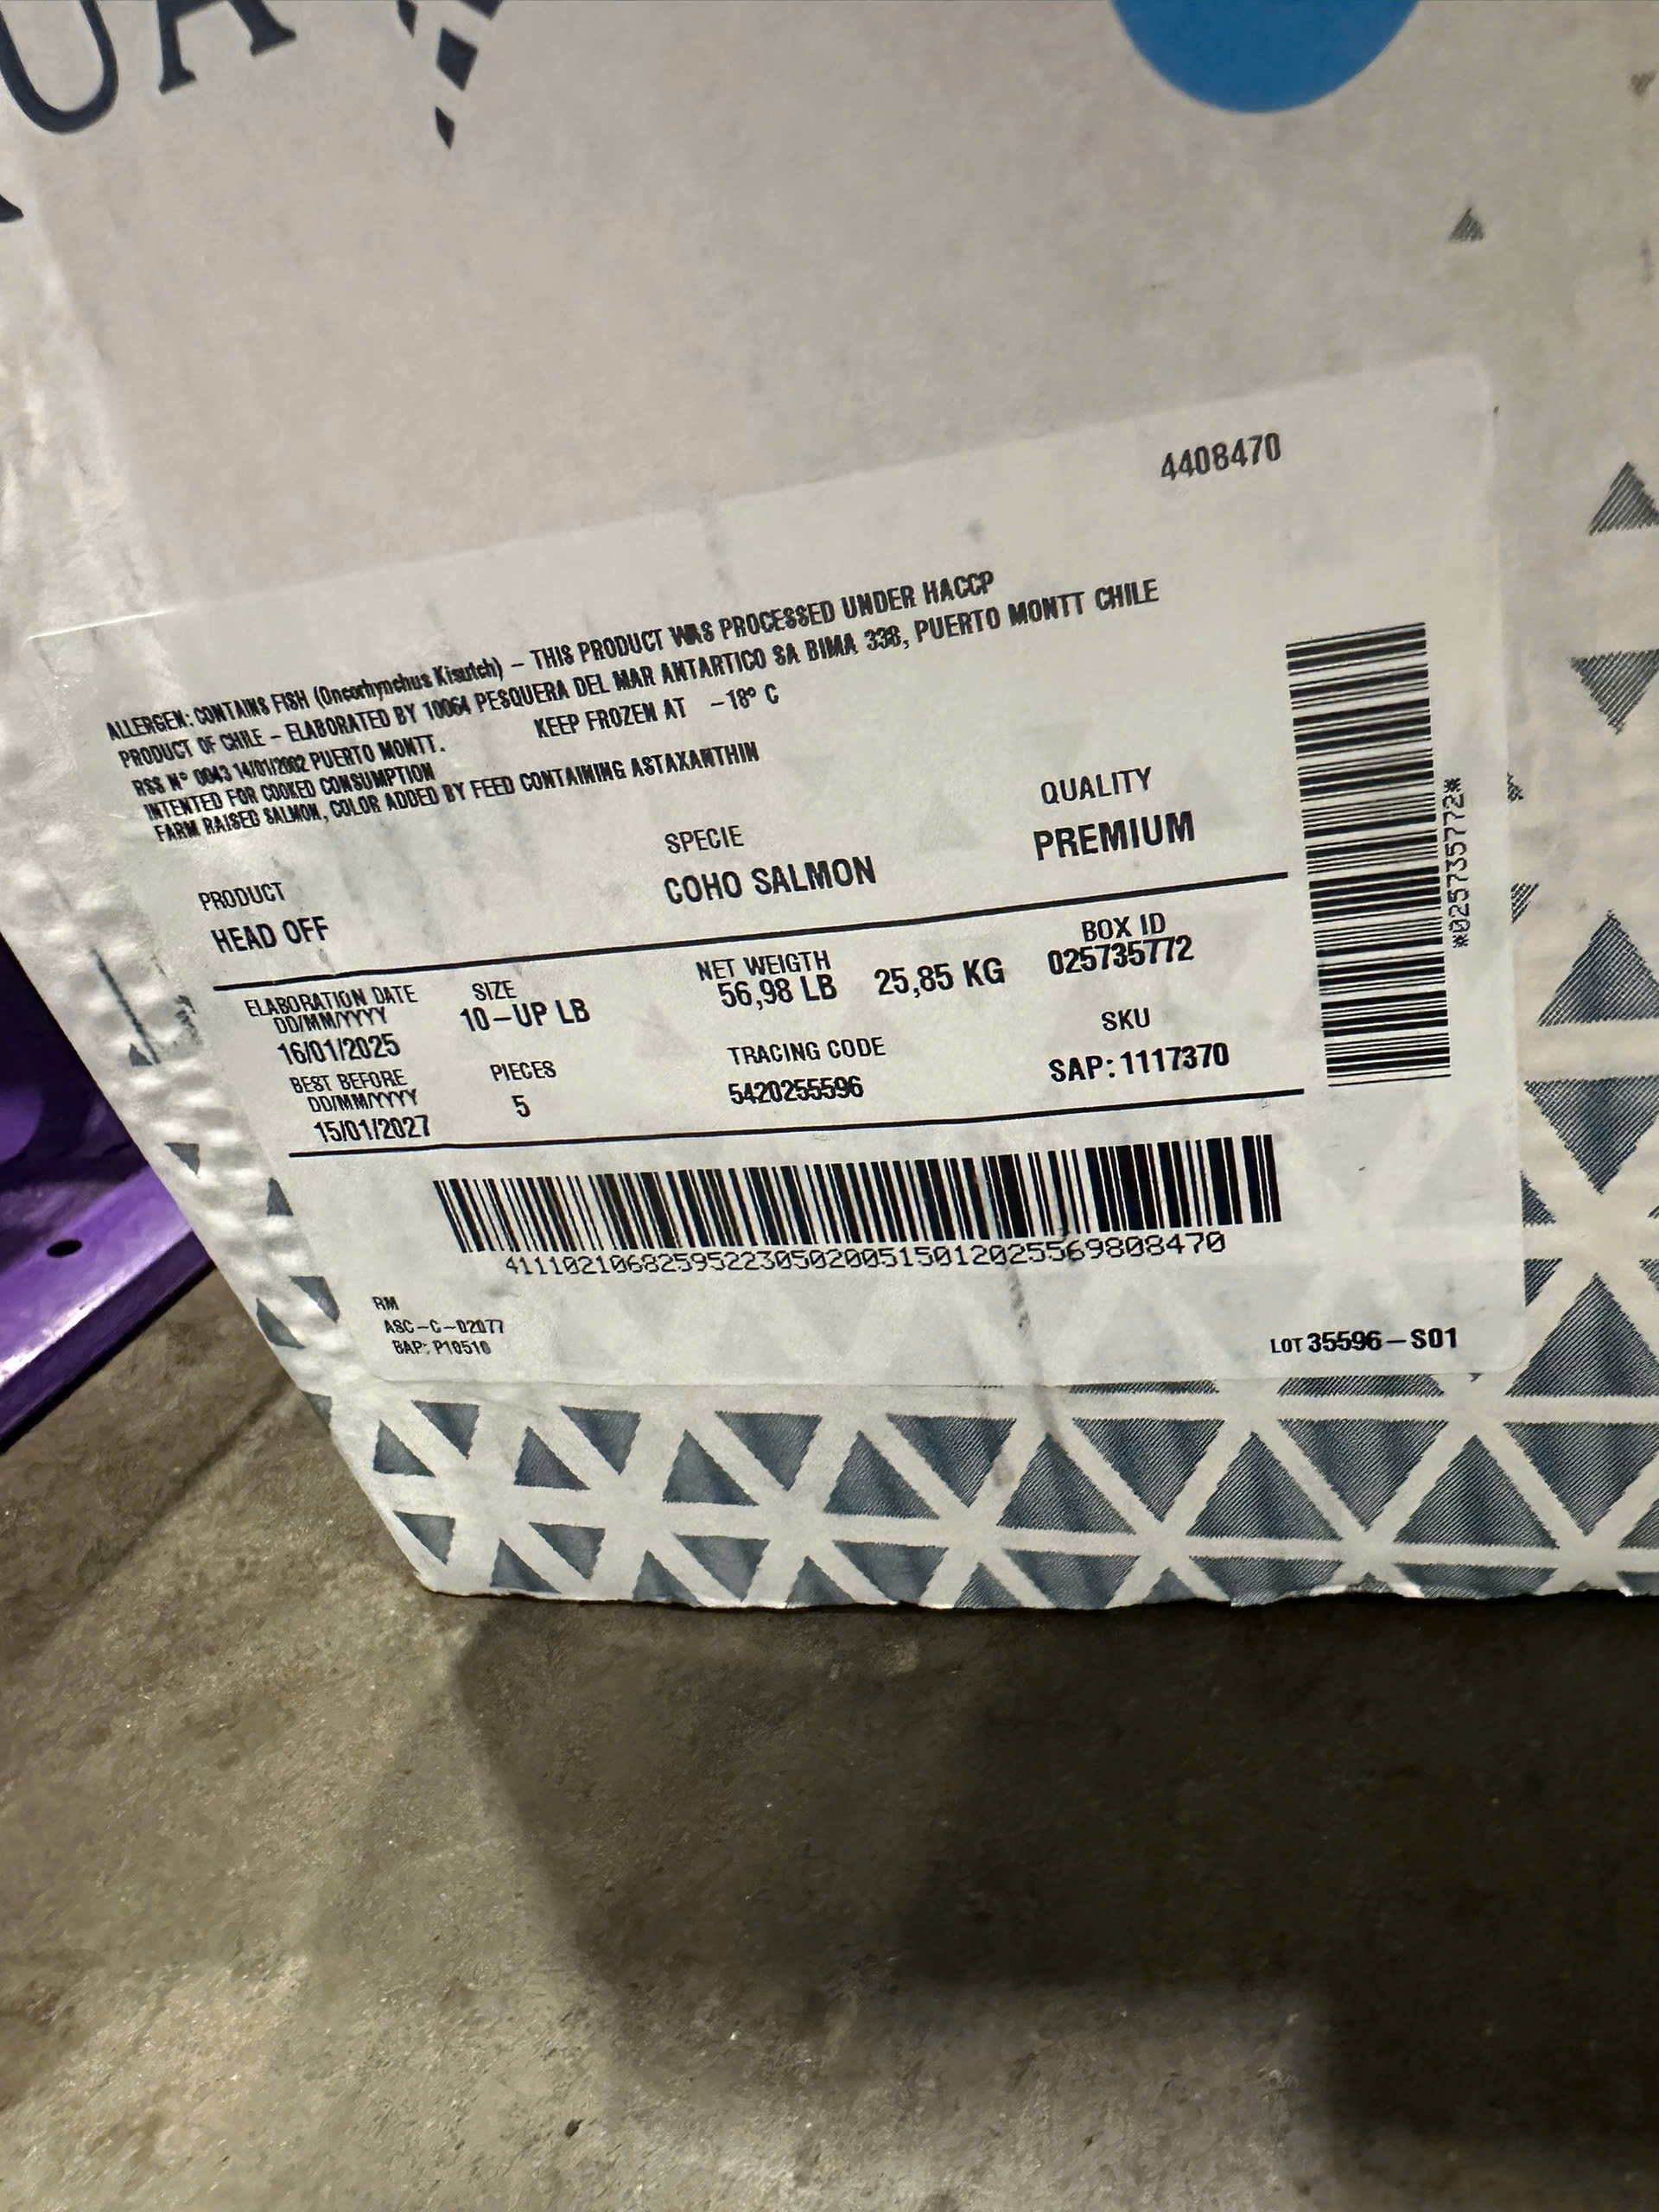 UA
4408470
ALLERGEN: CONTAINS FISH (Oncorhynchus Kisutch) – THIS PRODUCT WAS PROCESSED UNDER HACCP
PRODUCT OF CHILE – ELABORATED BY 10064 PESQUERA DEL MAR ANTARTICO SA BIMA 338, PUERTO MONTT CHILE
RSS N° 0043 14/01/2002 PUERTO MONTT. KEEP FROZEN AT –18° C
INTENTED FOR COOKED CONSUMPTION
FARM RAISED SALMON, COLOR ADDED BY FEED CONTAINING ASTAXANTHIN
PRODUCT SPECIE QUALITY
HEAD OFF COHO SALMON PREMIUM
ELABORATION DATE SIZE NET WEIGTH BOX ID
DD/MM/YYYY 10–UP LB 56,98 LB 25,85 KG 025735772
16/01/2025
BEST BEFORE PIECES TRACING CODE SKU
DD/MM/YYYY 5 5420255596 SAP: 1117370
15/01/2027
*025735772*
41110210682595223050200515012025569808470
RM
ASC–C–02077
BAP: P10510
LOT 35596–S01